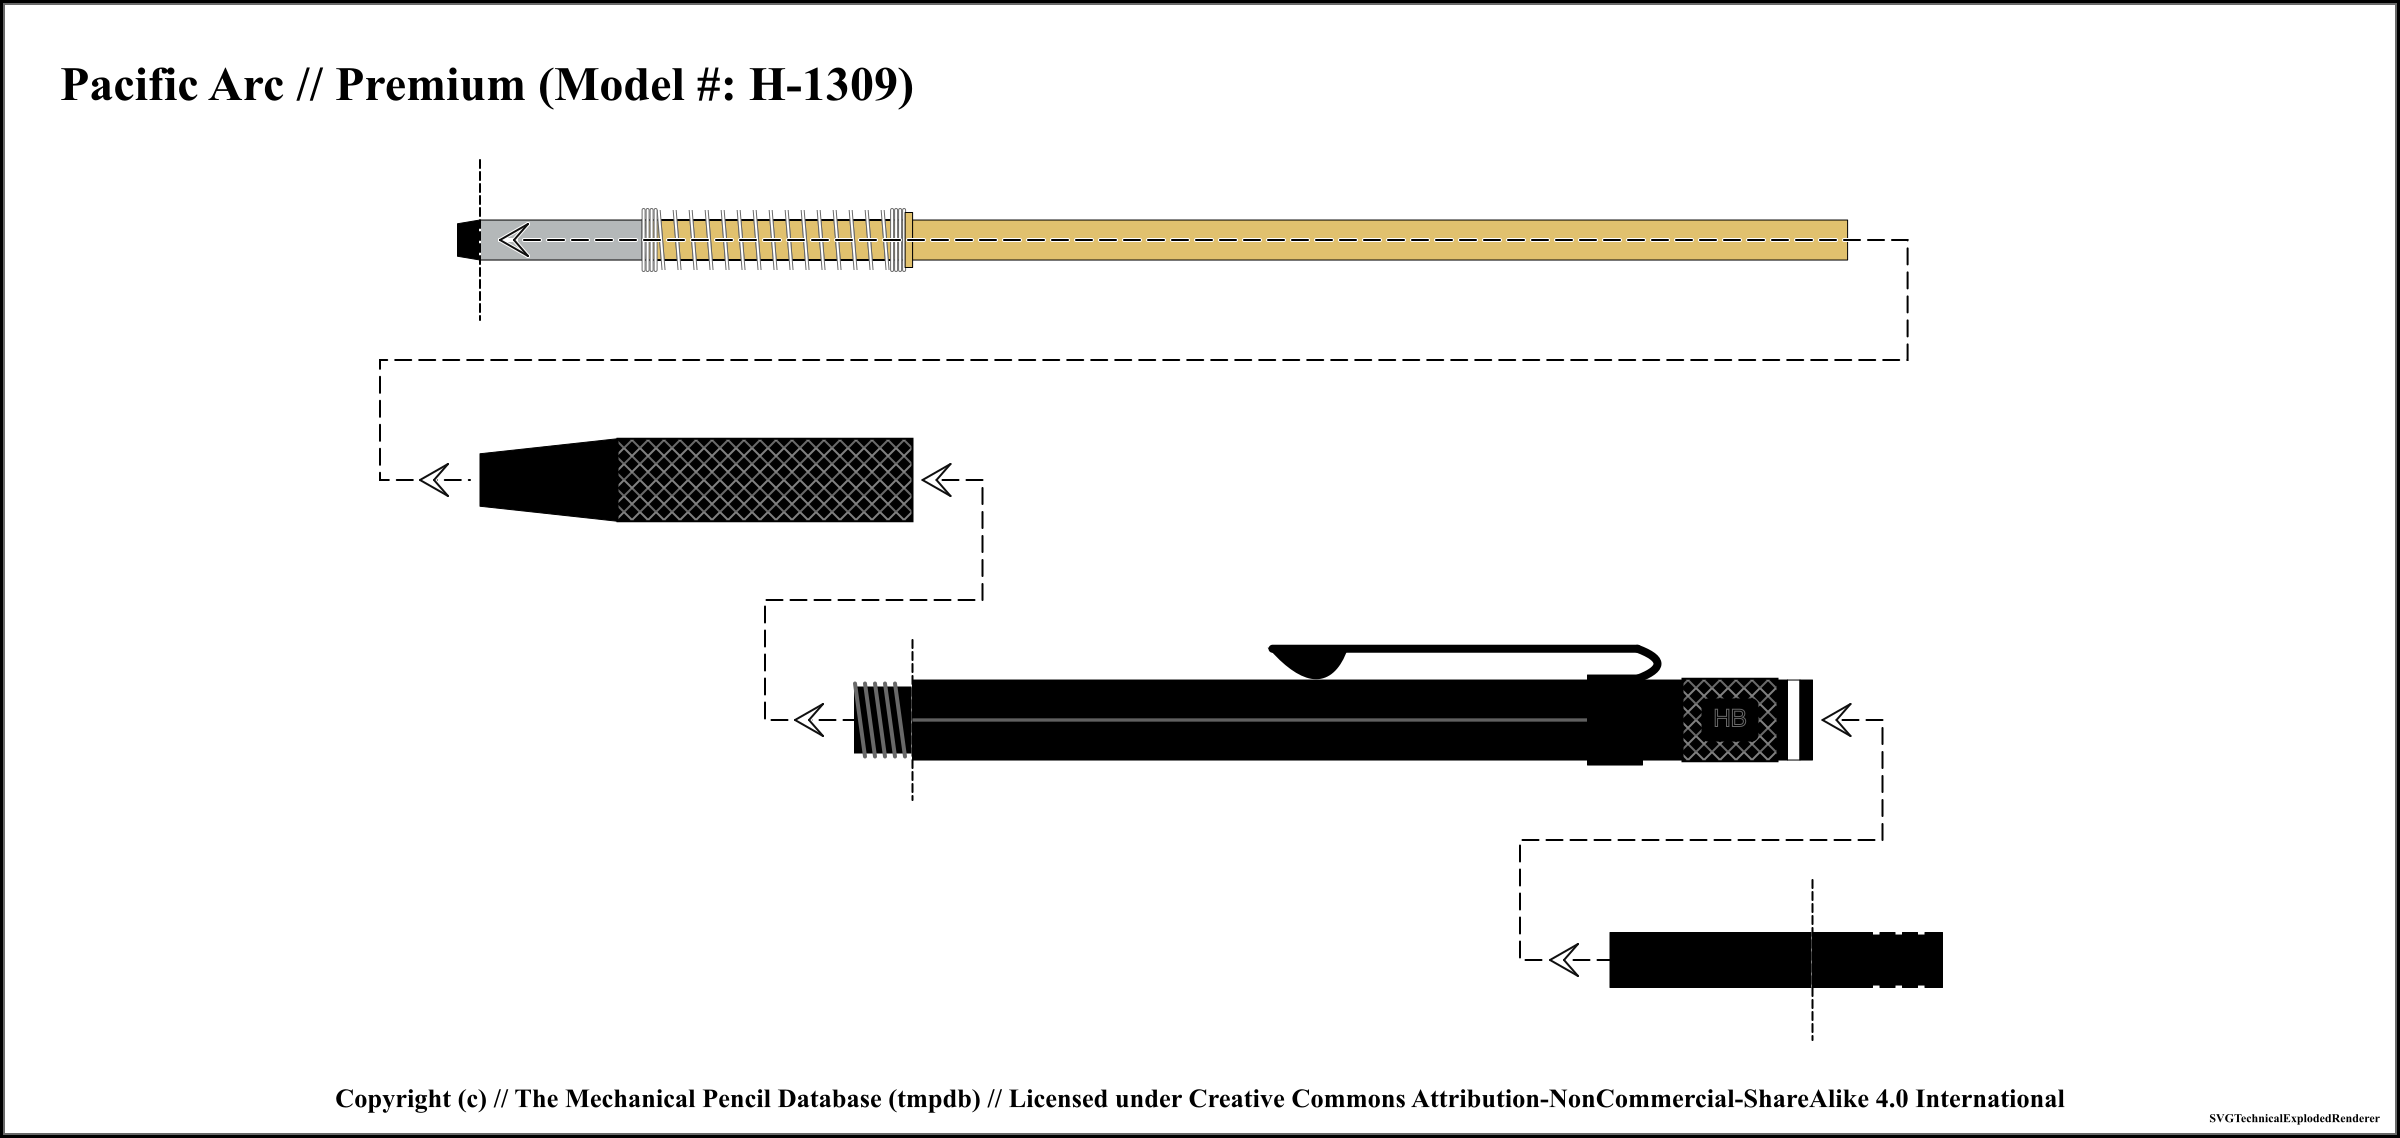 Pacific Arc // Premium (Model #: H-1309)
HB
Copyright (c) // The Mechanical Pencil Database (tmpdb) // Licensed under Creative Commons Attribution-NonCommercial-ShareAlike 4.0 International
SVGTechnicalExplodedRenderer